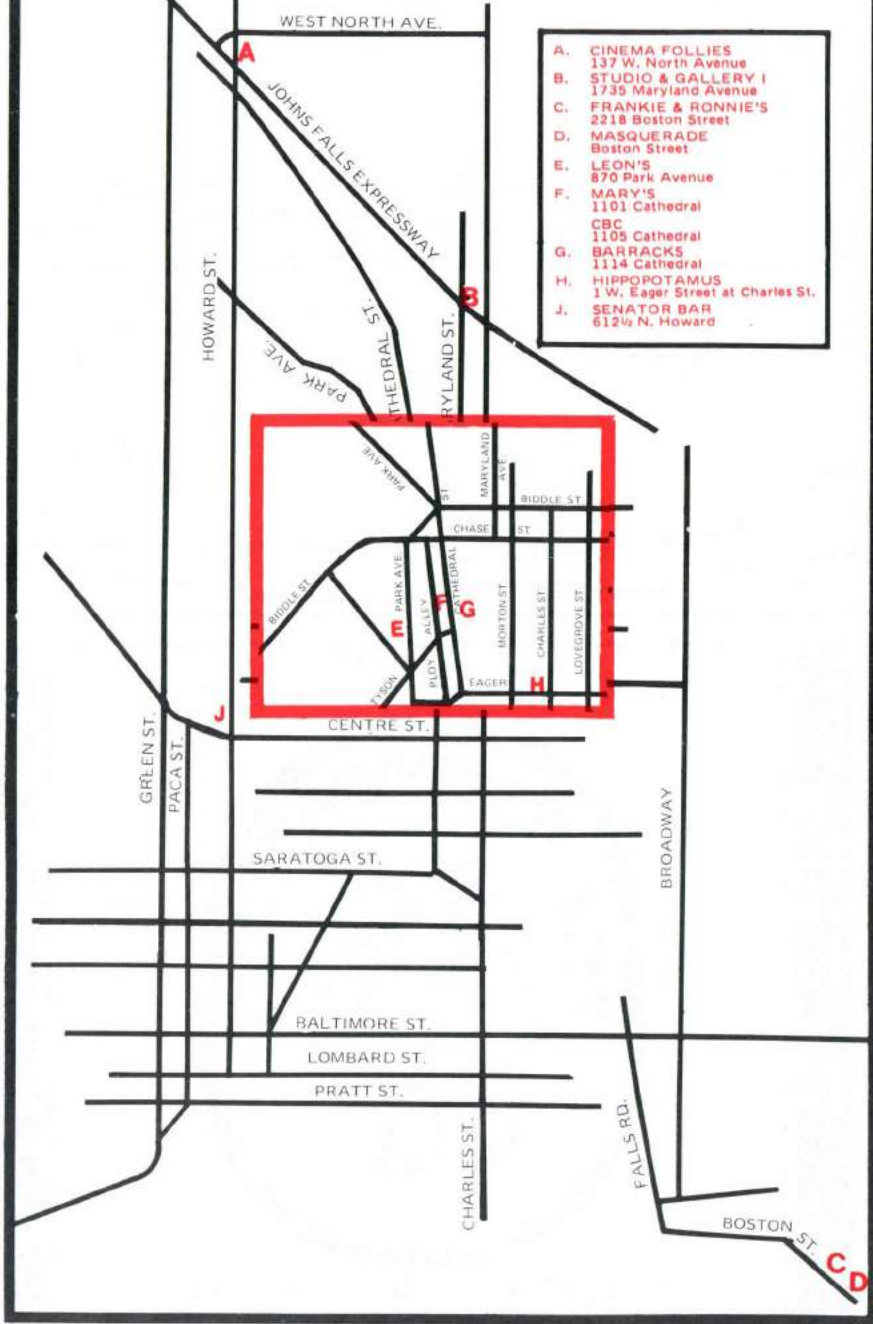 WEST NORTH AVE.
A
JOHNS FALLS EXPRESSWAY
A. CINEMA FOLLIES
137 W. North Avenue
B. STUDIO & GALLERY I
1735 Maryland Avenue
C. FRANKIE & RONNIE'S
2218 Boston Street
D. MASQUERADE
Boston Street
E. LEON'S
870 Park Avenue
F. MARY'S
1101 Cathedral
CBC
1105 Cathedral
G. BARRACKS
1114 Cathedral
H. HIPPOPOTAMUS
1 W. Eager Street at Charles St.
J. SENATOR BAR
612½ N. Howard
HOWARD ST.
B
PARK AVE.
THEDRAL ST.
RYLAND ST.
PARK AVE
ST.
MARYLAND AVE.
BIDDLE ST.
CHASE ST.
BIDDLE ST.
PARK AVE.
ALLEY
PLOY
F
CATHEDRAL
G
E
MORTON ST
CHARLES ST
LOVEGROVE ST
TYSON
EAGER
H
J
CENTRE ST.
GREEN ST.
PACA ST.
SARATOGA ST.
BROADWAY
BALTIMORE ST.
LOMBARD ST.
PRATT ST.
CHARLES ST.
FALLS RD.
BOSTON ST.
C
D